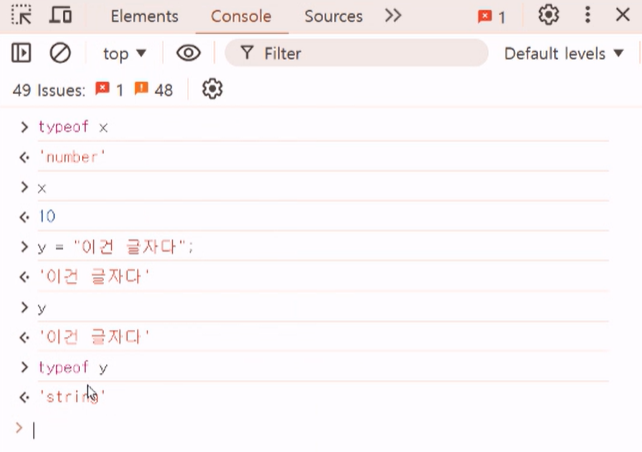 Elements Console Sources 1
top Filter Default levels
49 Issues: 1 48
> typeof x
'number'
> x
10
> y = "이건 글자다";
'이건 글자다'
> y
'이건 글자다'
> typeof y
'string'
>